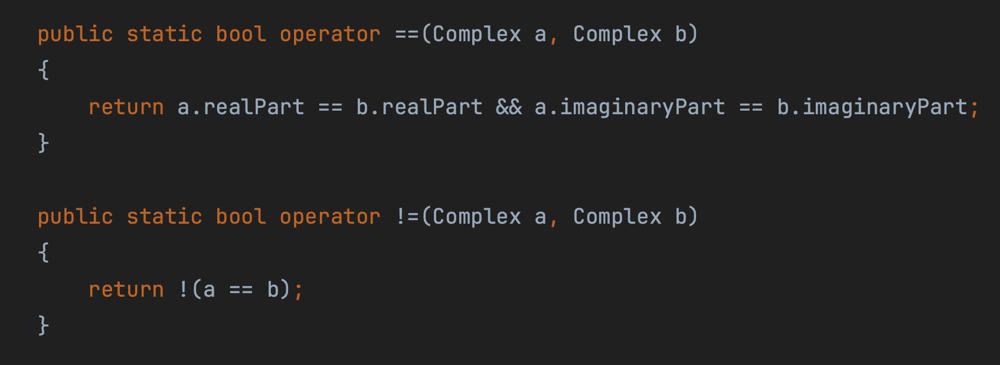 public static bool operator ==(Complex a, Complex b)
{
    return a.realPart == b.realPart && a.imaginaryPart == b.imaginaryPart;
}

public static bool operator !=(Complex a, Complex b)
{
    return !(a == b);
}